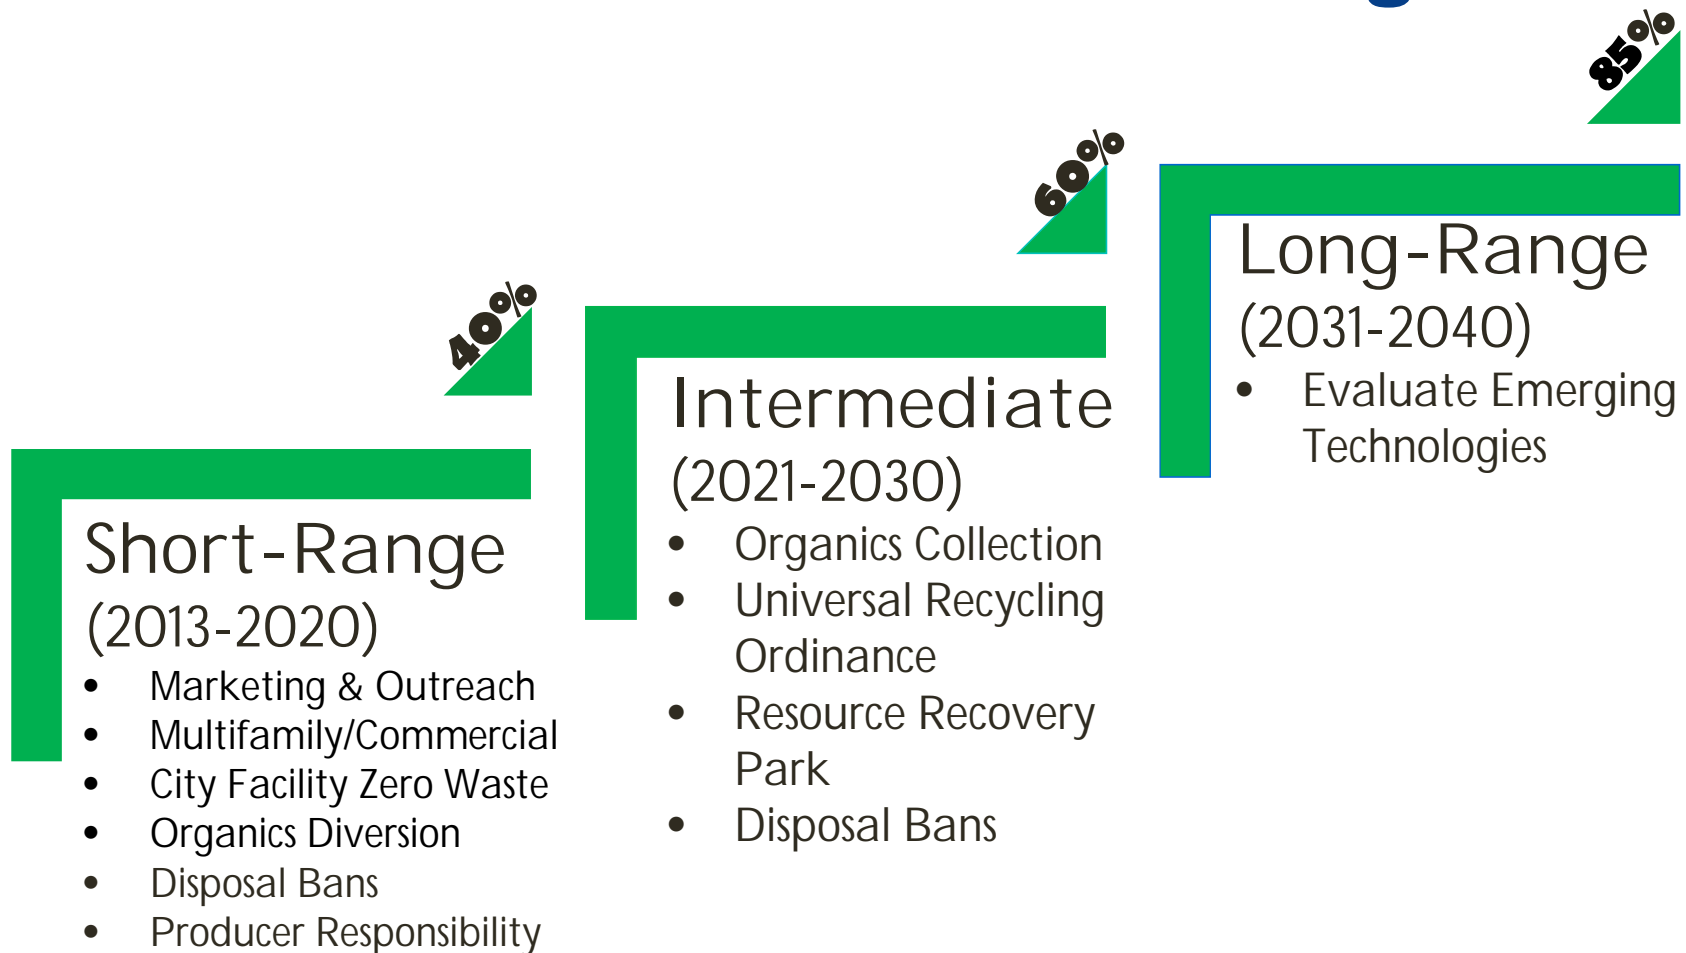 40%
Short-Range
(2013-2020)
• Marketing & Outreach
• Multifamily/Commercial
• City Facility Zero Waste
• Organics Diversion
• Disposal Bans
• Producer Responsibility
60%
Intermediate
(2021-2030)
• Organics Collection
• Universal Recycling
Ordinance
• Resource Recovery
Park
• Disposal Bans
85%
Long-Range
(2031-2040)
• Evaluate Emerging
Technologies